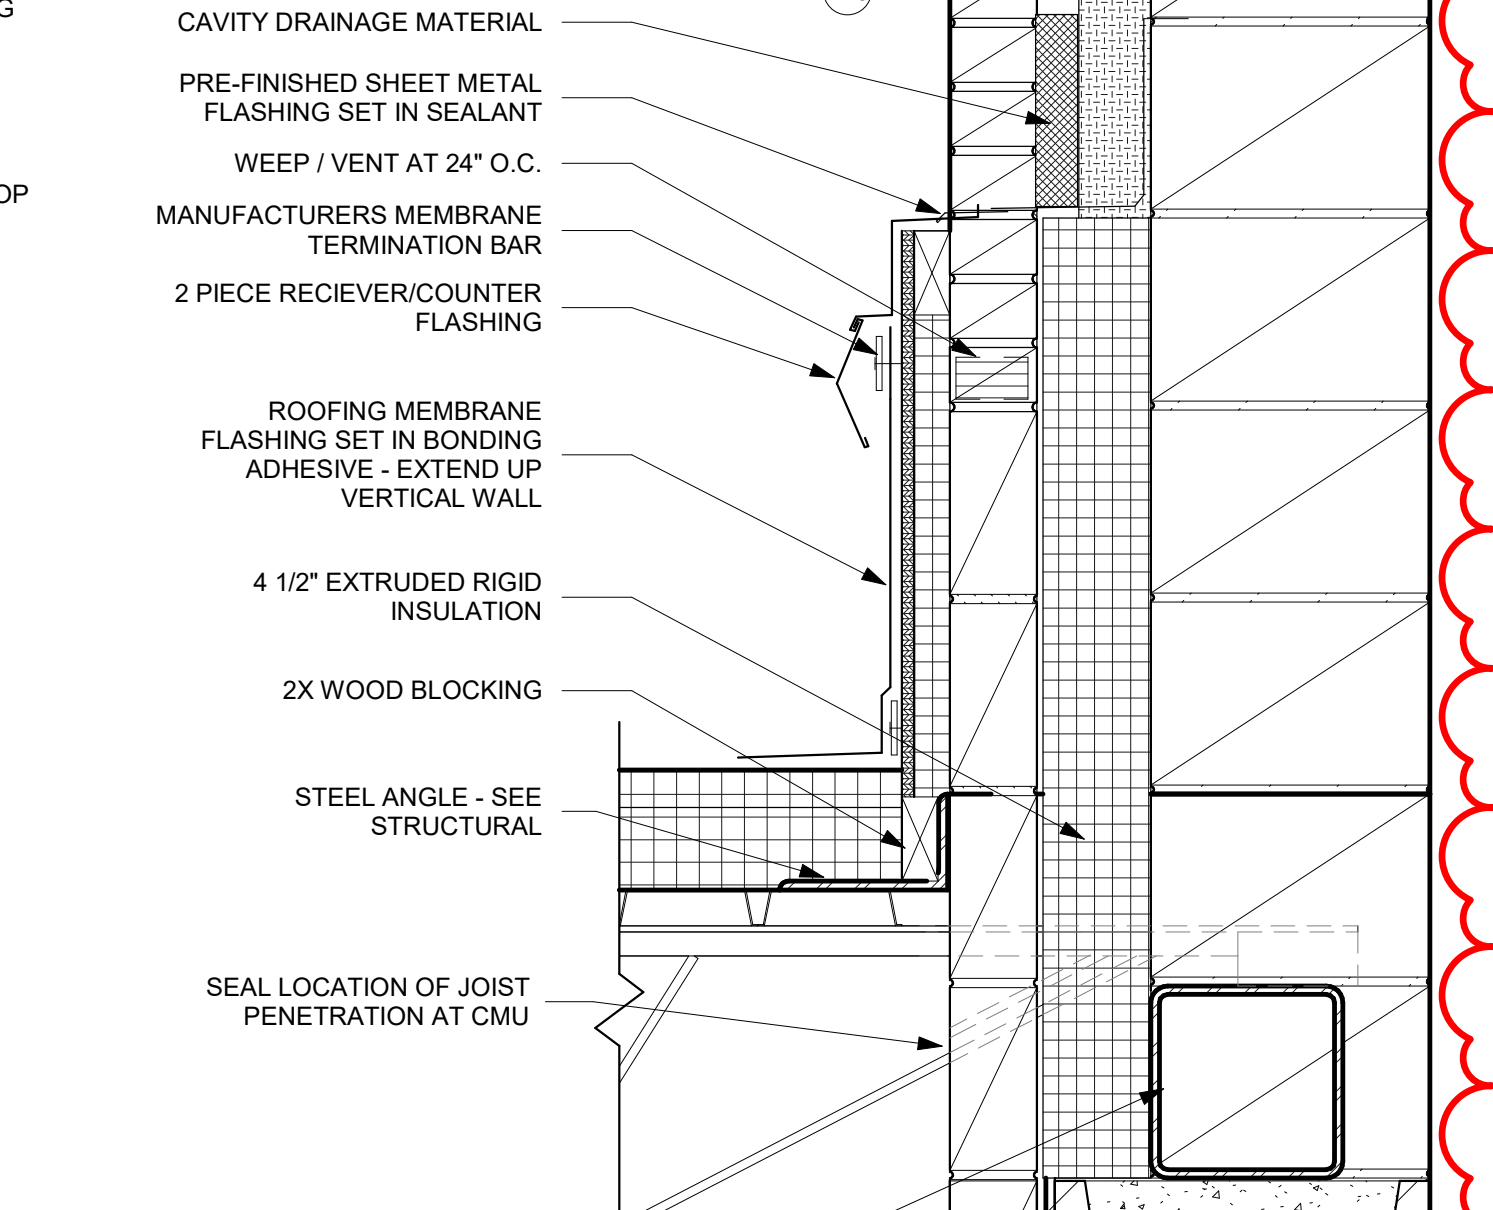 G
OP
CAVITY DRAINAGE MATERIAL
PRE-FINISHED SHEET METAL
FLASHING SET IN SEALANT
WEEP / VENT AT 24" O.C.
MANUFACTURERS MEMBRANE
TERMINATION BAR
2 PIECE RECIEVER/COUNTER
FLASHING
ROOFING MEMBRANE
FLASHING SET IN BONDING
ADHESIVE - EXTEND UP
VERTICAL WALL
4 1/2" EXTRUDED RIGID
INSULATION
2X WOOD BLOCKING
STEEL ANGLE - SEE
STRUCTURAL
SEAL LOCATION OF JOIST
PENETRATION AT CMU